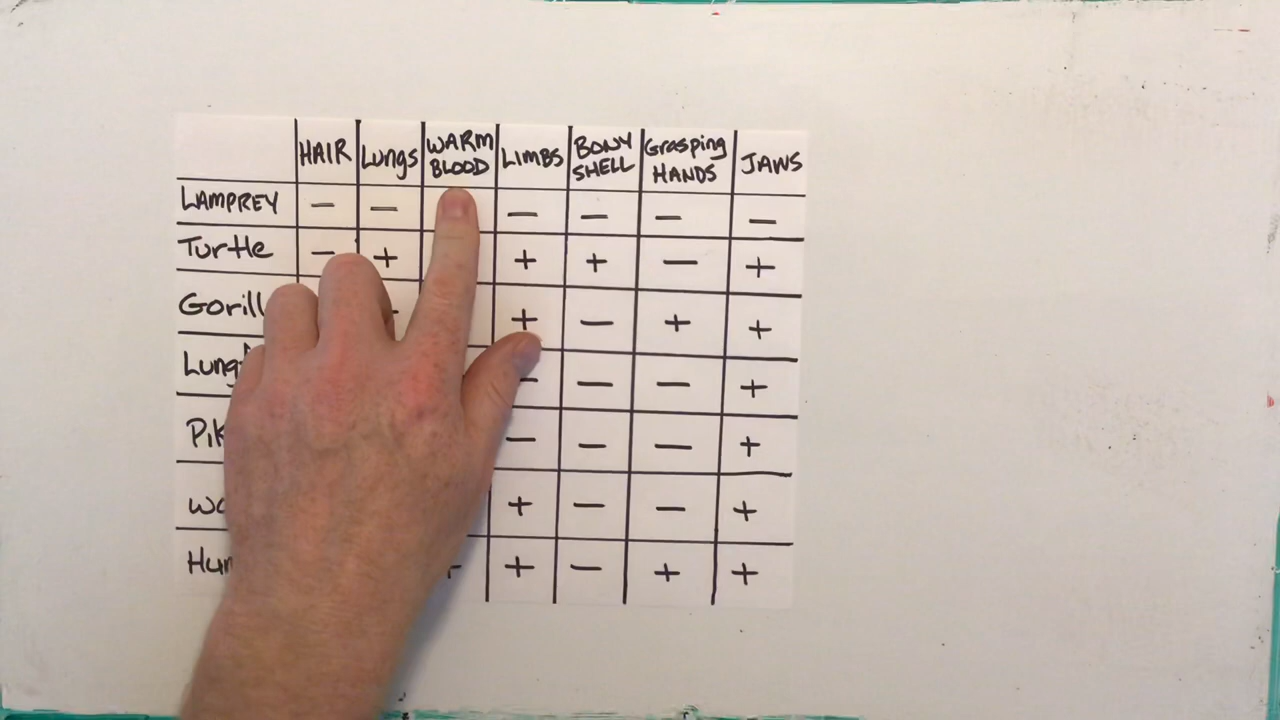 HAIR Lungs WARM BLOOD LIMBS BONY SHELL Grasping HANDS JAWS
LAMPREY − − − − − −
Turtle − + + + − +
+ − + +
− − − +
− − − +
+ − − +
+ − + +